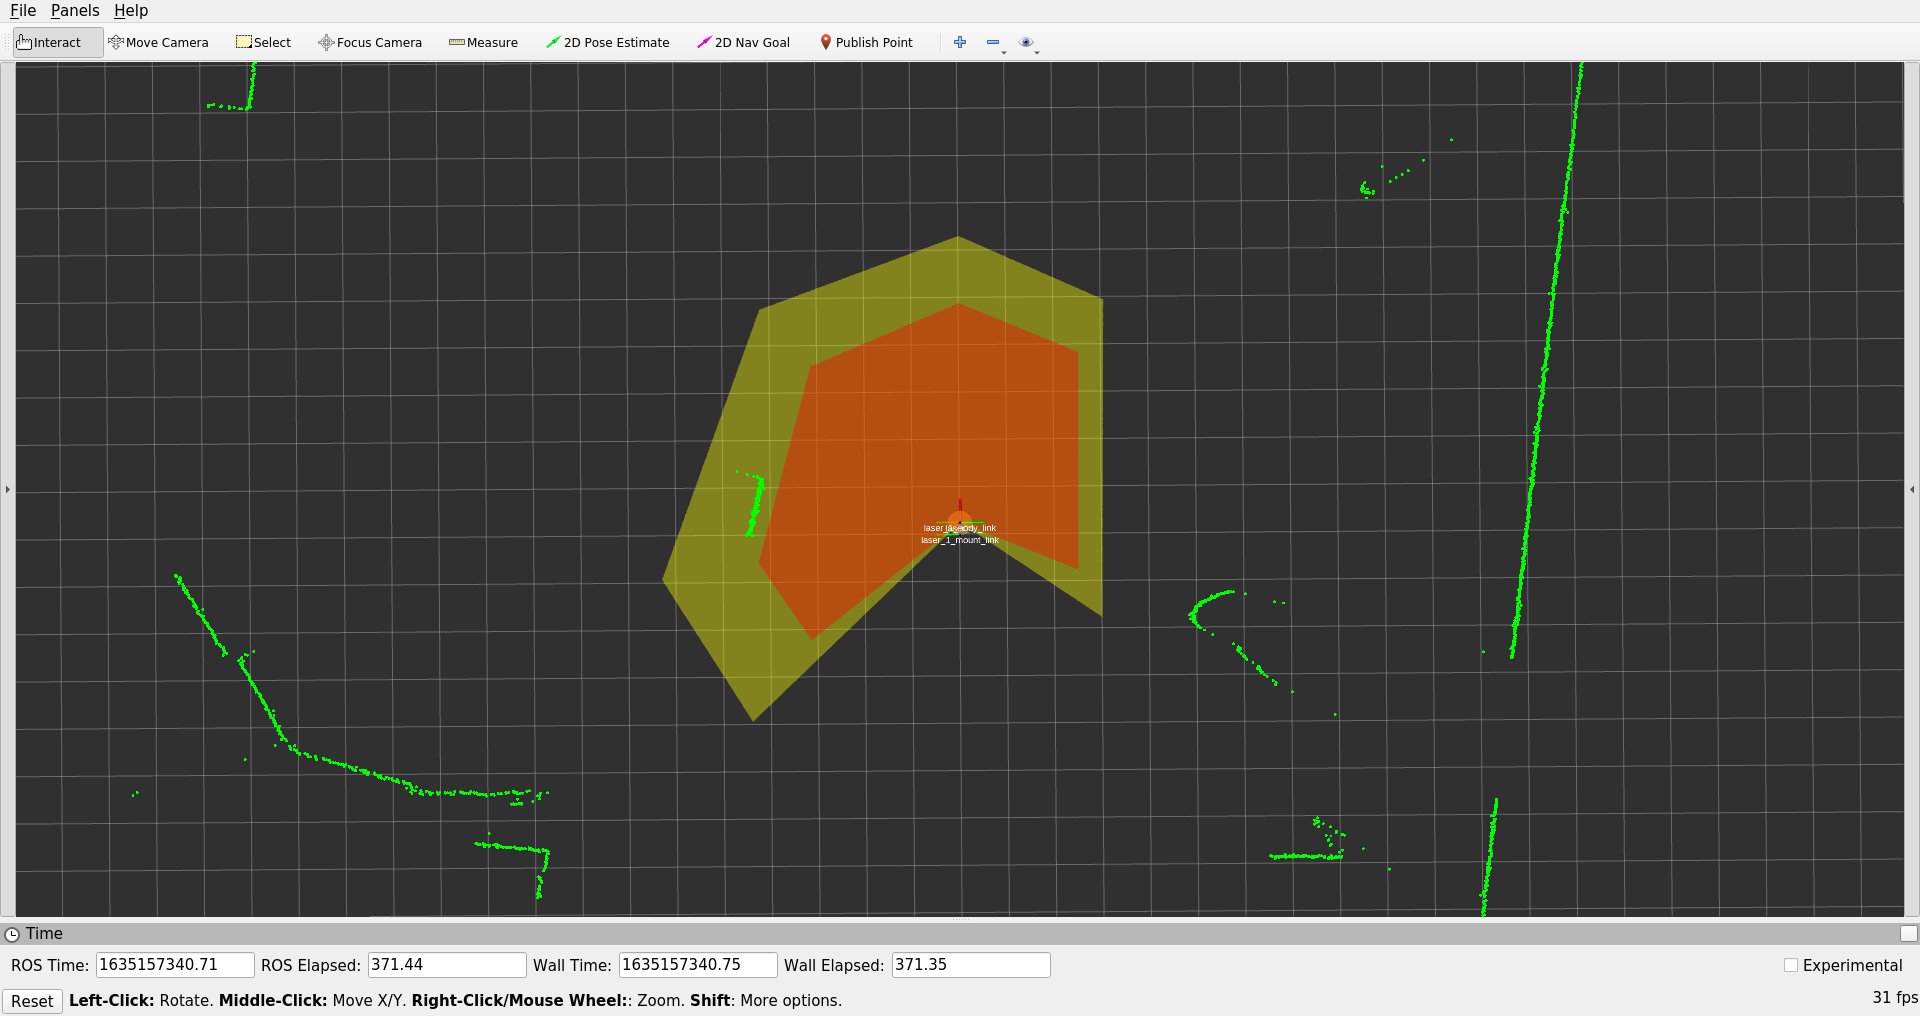 File Panels Help
Interact Move Camera Select Focus Camera Measure 2D Pose Estimate 2D Nav Goal Publish Point
laser_1_mount_link
Time
ROS Time: 1635157340.71 ROS Elapsed: 371.44 Wall Time: 1635157340.75 Wall Elapsed: 371.35 Experimental
Reset Left-Click: Rotate. Middle-Click: Move X/Y. Right-Click/Mouse Wheel:: Zoom. Shift: More options. 31 fps